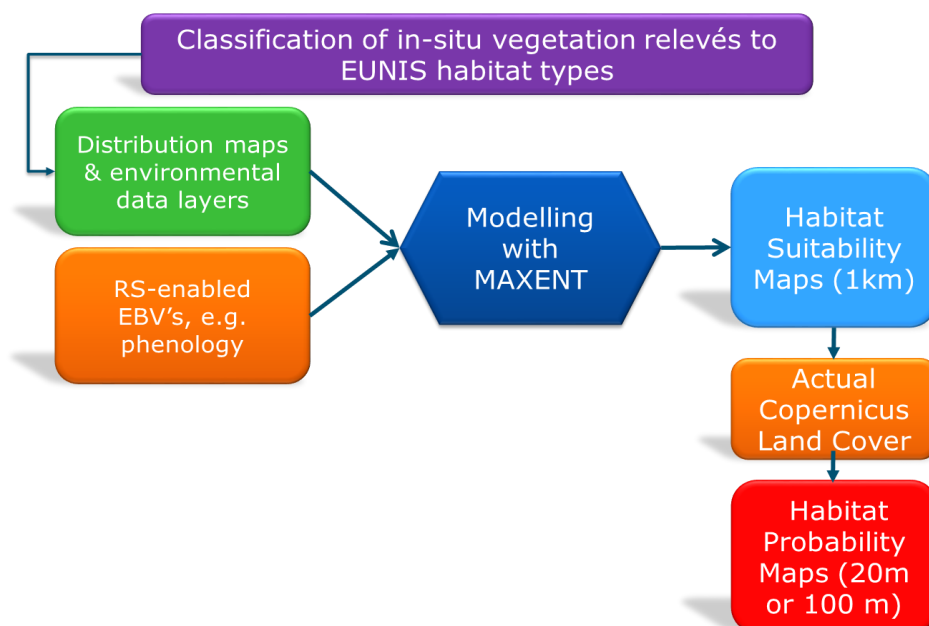 Classification of in-situ vegetation relevés to
EUNIS habitat types
Distribution maps
& environmental
data layers
RS-enabled
EBV's, e.g.
phenology
Modelling
with
MAXENT
Habitat
Suitability
Maps (1km)
Actual
Copernicus
Land Cover
Habitat
Probability
Maps (20m
or 100 m)